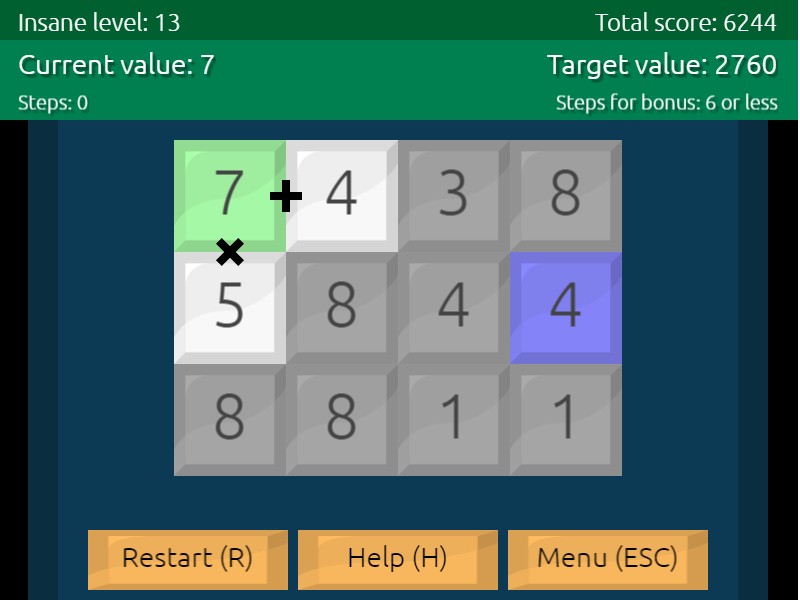 Insane level: 13 Total score: 6244
Current value: 7 Target value: 2760
Steps: 0 Steps for bonus: 6 or less
7 + 4 3 8
×
5 8 4 4
8 8 1 1
Restart (R) Help (H) Menu (ESC)